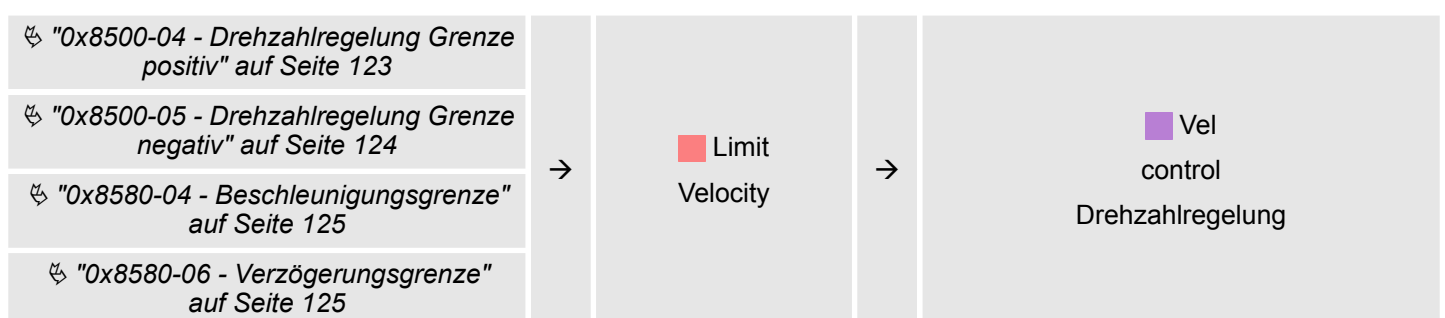 "0x8500-04 - Drehzahlregelung Grenze
positiv" auf Seite 123
"0x8500-05 - Drehzahlregelung Grenze
negativ" auf Seite 124
"0x8580-04 - Beschleunigungsgrenze"
auf Seite 125
"0x8580-06 - Verzögerungsgrenze"
auf Seite 125
→
Limit
Velocity
→
Vel
control
Drehzahlregelung